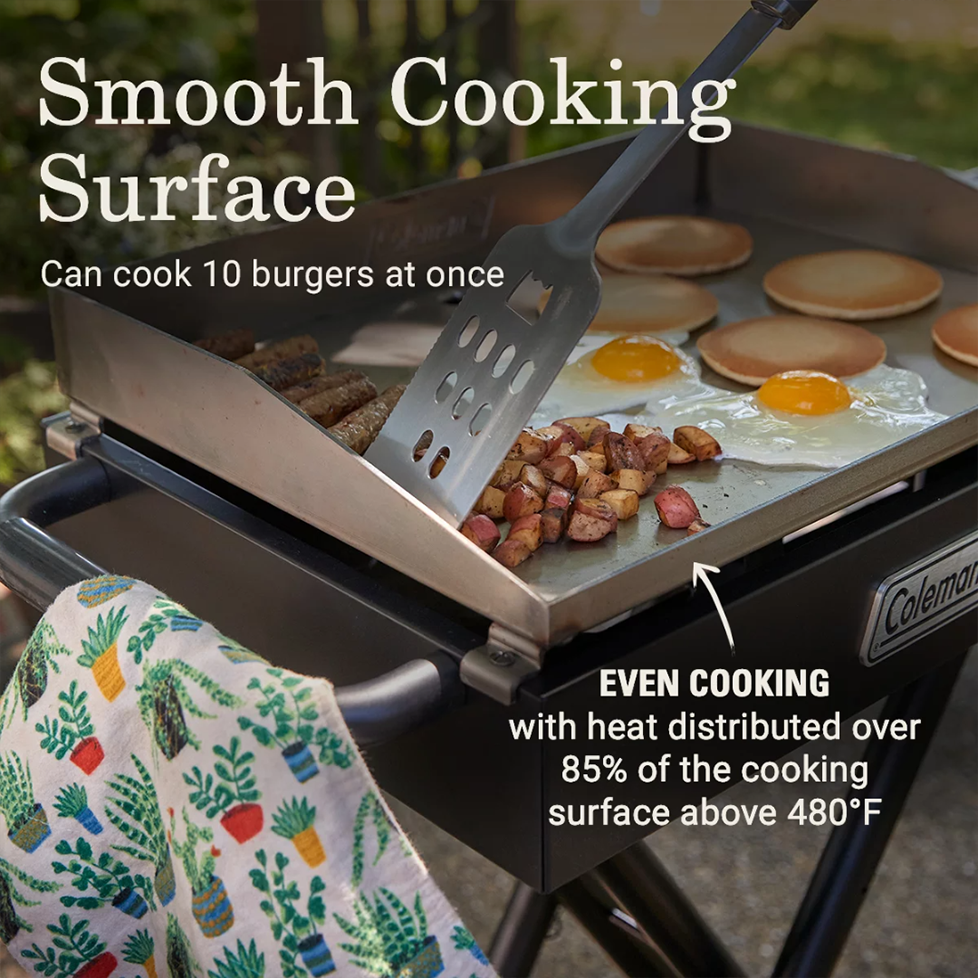 Smooth Cooking
Surface
Can cook 10 burgers at once
EVEN COOKING
with heat distributed over
85% of the cooking
surface above 480°F
Coleman